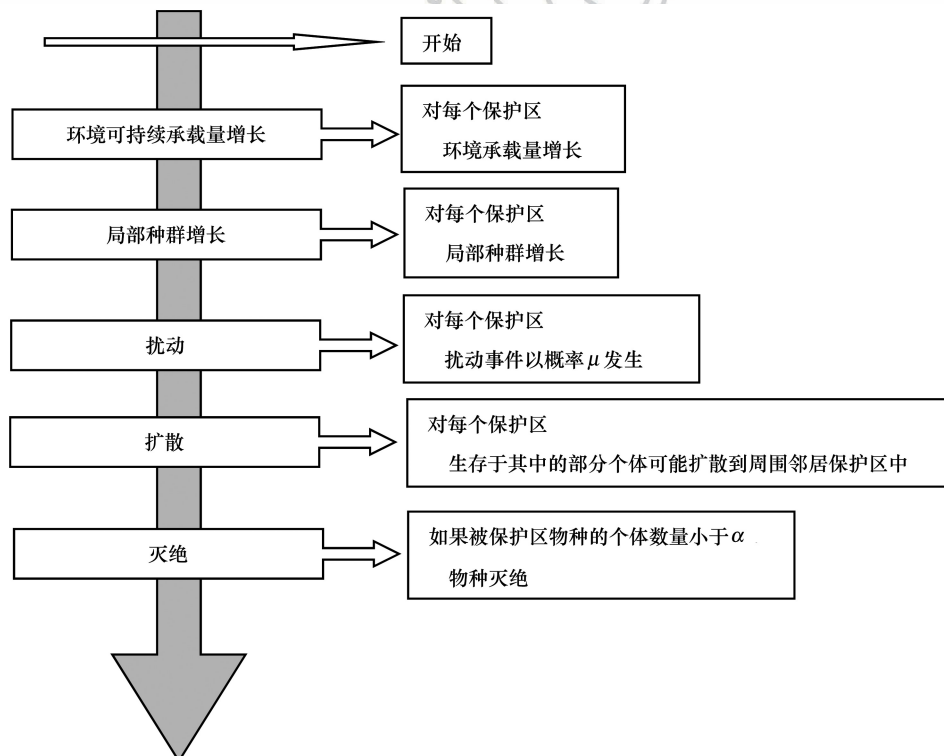 开始
环境可持续承载量增长
对每个保护区
环境承载量增长
局部种群增长
对每个保护区
局部种群增长
扰动
对每个保护区
扰动事件以概率μ发生
扩散
对每个保护区
生存于其中的部分个体可能扩散到周围邻居保护区中
灭绝
如果被保护区物种的个体数量小于α
物种灭绝